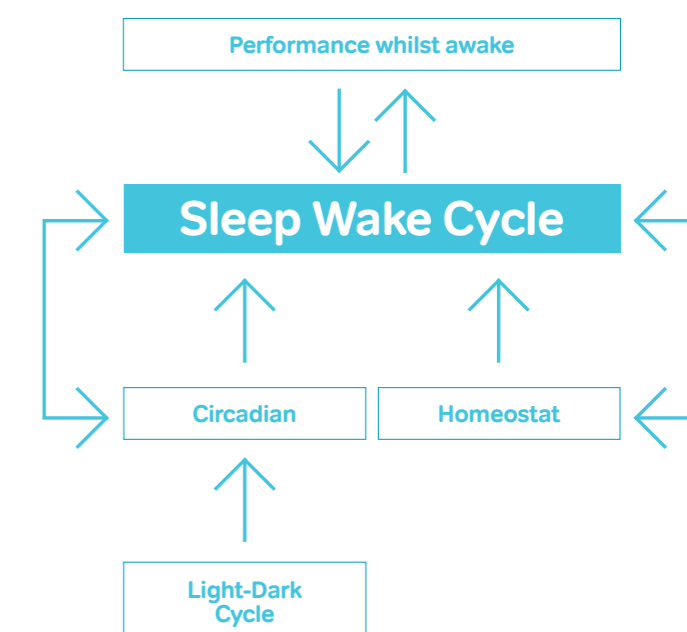 Performance whilst awake
Sleep Wake Cycle
Circadian
Homeostat
Light-Dark
Cycle